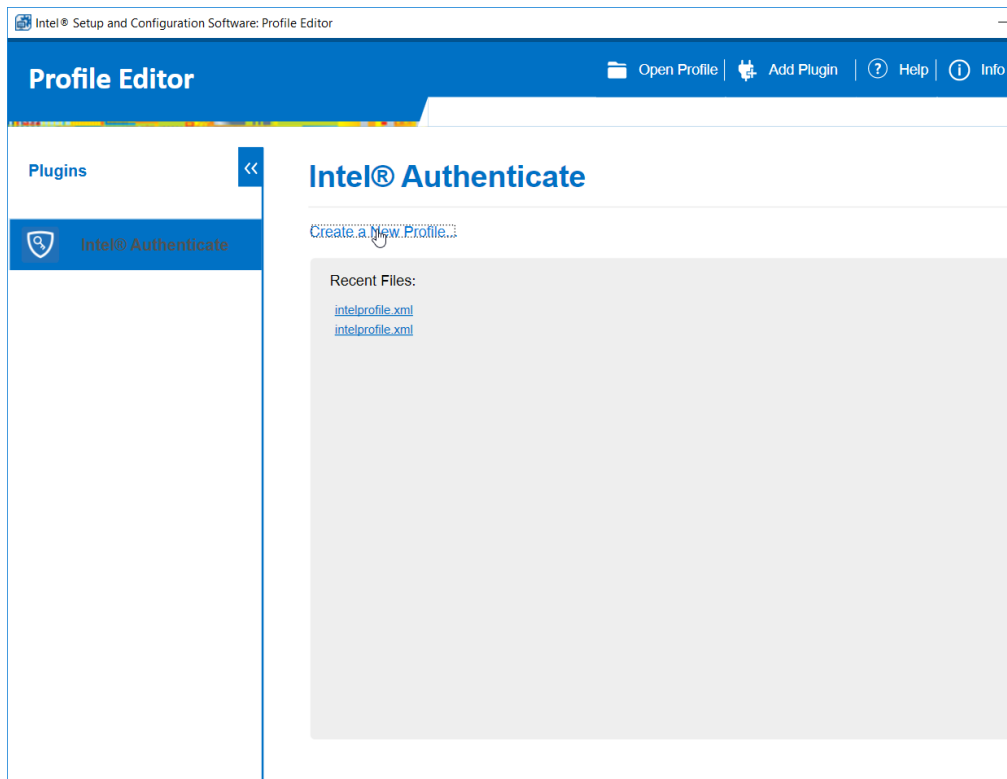 Intel® Setup and Configuration Software: Profile Editor
Profile Editor
Open Profile
Add Plugin
Help
Info
Plugins
Intel® Authenticate
Intel® Authenticate
Create a New Profile...
Recent Files:
intelprofile.xml
intelprofile.xml